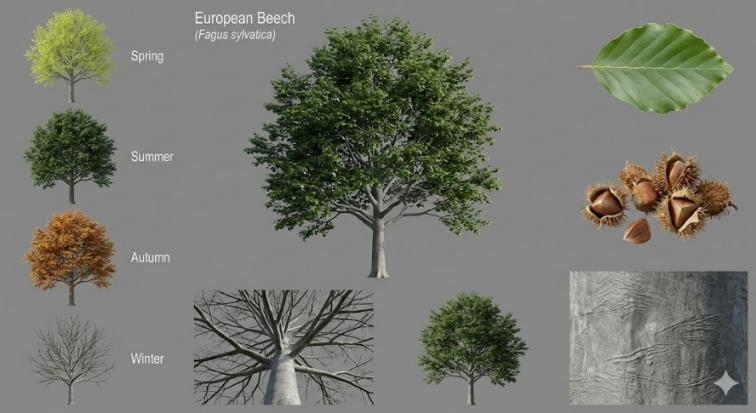 European Beech
(Fagus sylvatica)
Spring
Summer
Autumn
Winter